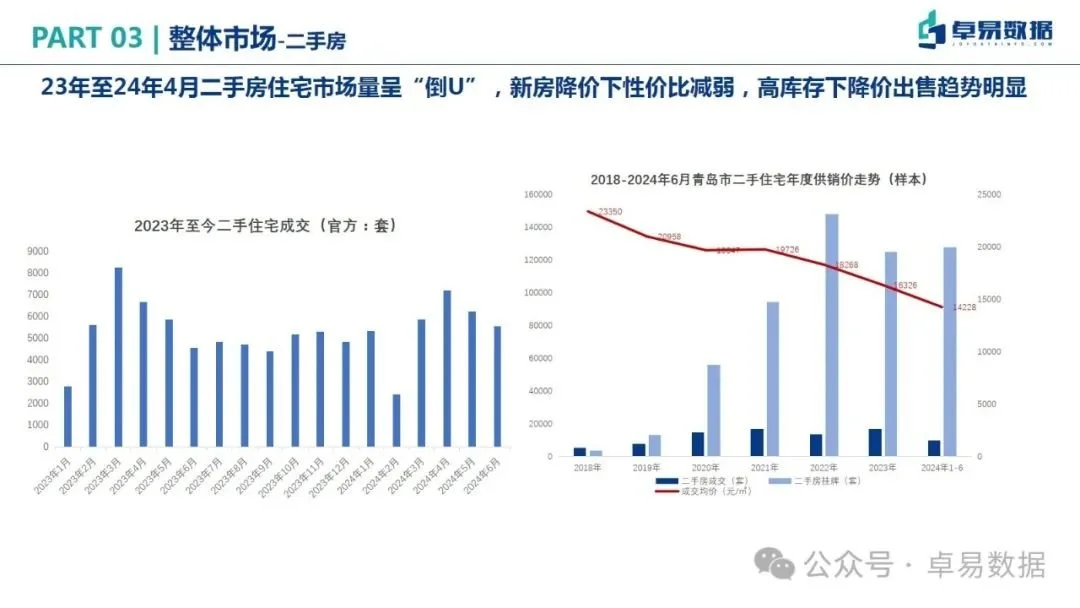 PART 03 | 整体市场-二手房
卓易数据
JOYDATAINFO.COM
23年至24年4月二手房住宅市场量呈“倒U”，新房降价下性价比减弱，高库存下降价出售趋势明显
2023年至今二手住宅成交（官方：套）
9000
8000
7000
6000
5000
4000
3000
2000
1000
0
2023年1月
2023年2月
2023年3月
2023年4月
2023年5月
2023年6月
2023年7月
2023年8月
2023年9月
2023年10月
2023年11月
2023年12月
2024年1月
2024年2月
2024年3月
2024年4月
2024年5月
2024年6月
2018-2024年6月青岛市二手住宅年度供销价走势（样本）
160000
140000
120000
100000
80000
60000
40000
20000
0
25000
20000
15000
10000
5000
0
23350
20958
19726
18268
16326
14228
2018年
2019年
2020年
2021年
2022年
2023年
2024年1-6
二手房成交（套）
二手房挂牌（套）
成交均价（元/㎡）
公众号 · 卓易数据